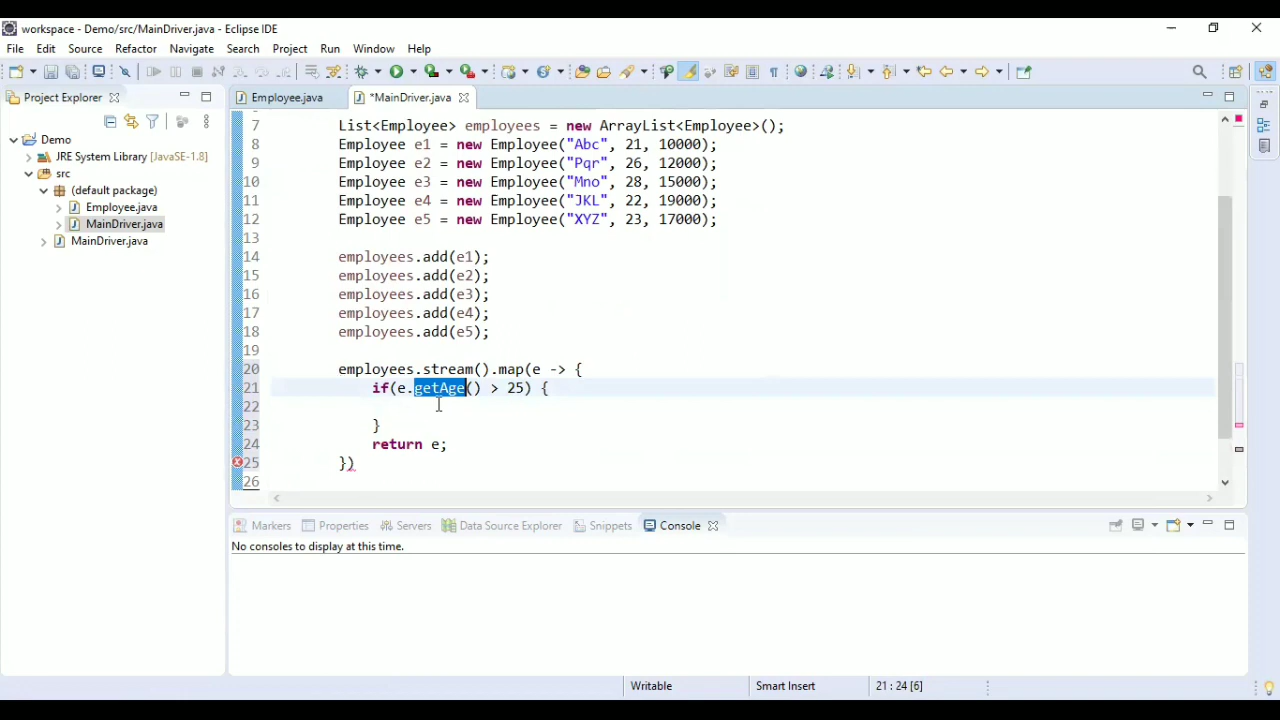 workspace - Demo/src/MainDriver.java - Eclipse IDE
File Edit Source Refactor Navigate Search Project Run Window Help
Project Explorer
Employee.java *MainDriver.java
Demo
JRE System Library [JavaSE-1.8]
src
(default package)
Employee.java
MainDriver.java
MainDriver.java
7 List<Employee> employees = new ArrayList<Employee>();
8 Employee e1 = new Employee("Abc", 21, 10000);
9 Employee e2 = new Employee("Pqr", 26, 12000);
10 Employee e3 = new Employee("Mno", 28, 15000);
11 Employee e4 = new Employee("JKL", 22, 19000);
12 Employee e5 = new Employee("XYZ", 23, 17000);
13
14 employees.add(e1);
15 employees.add(e2);
16 employees.add(e3);
17 employees.add(e4);
18 employees.add(e5);
19
20 employees.stream().map(e -> {
21 if(e.getAge() > 25) {
22
23 }
24 return e;
25 })
26
Markers Properties Servers Data Source Explorer Snippets Console
No consoles to display at this time.
Writable Smart Insert 21 : 24 [6]